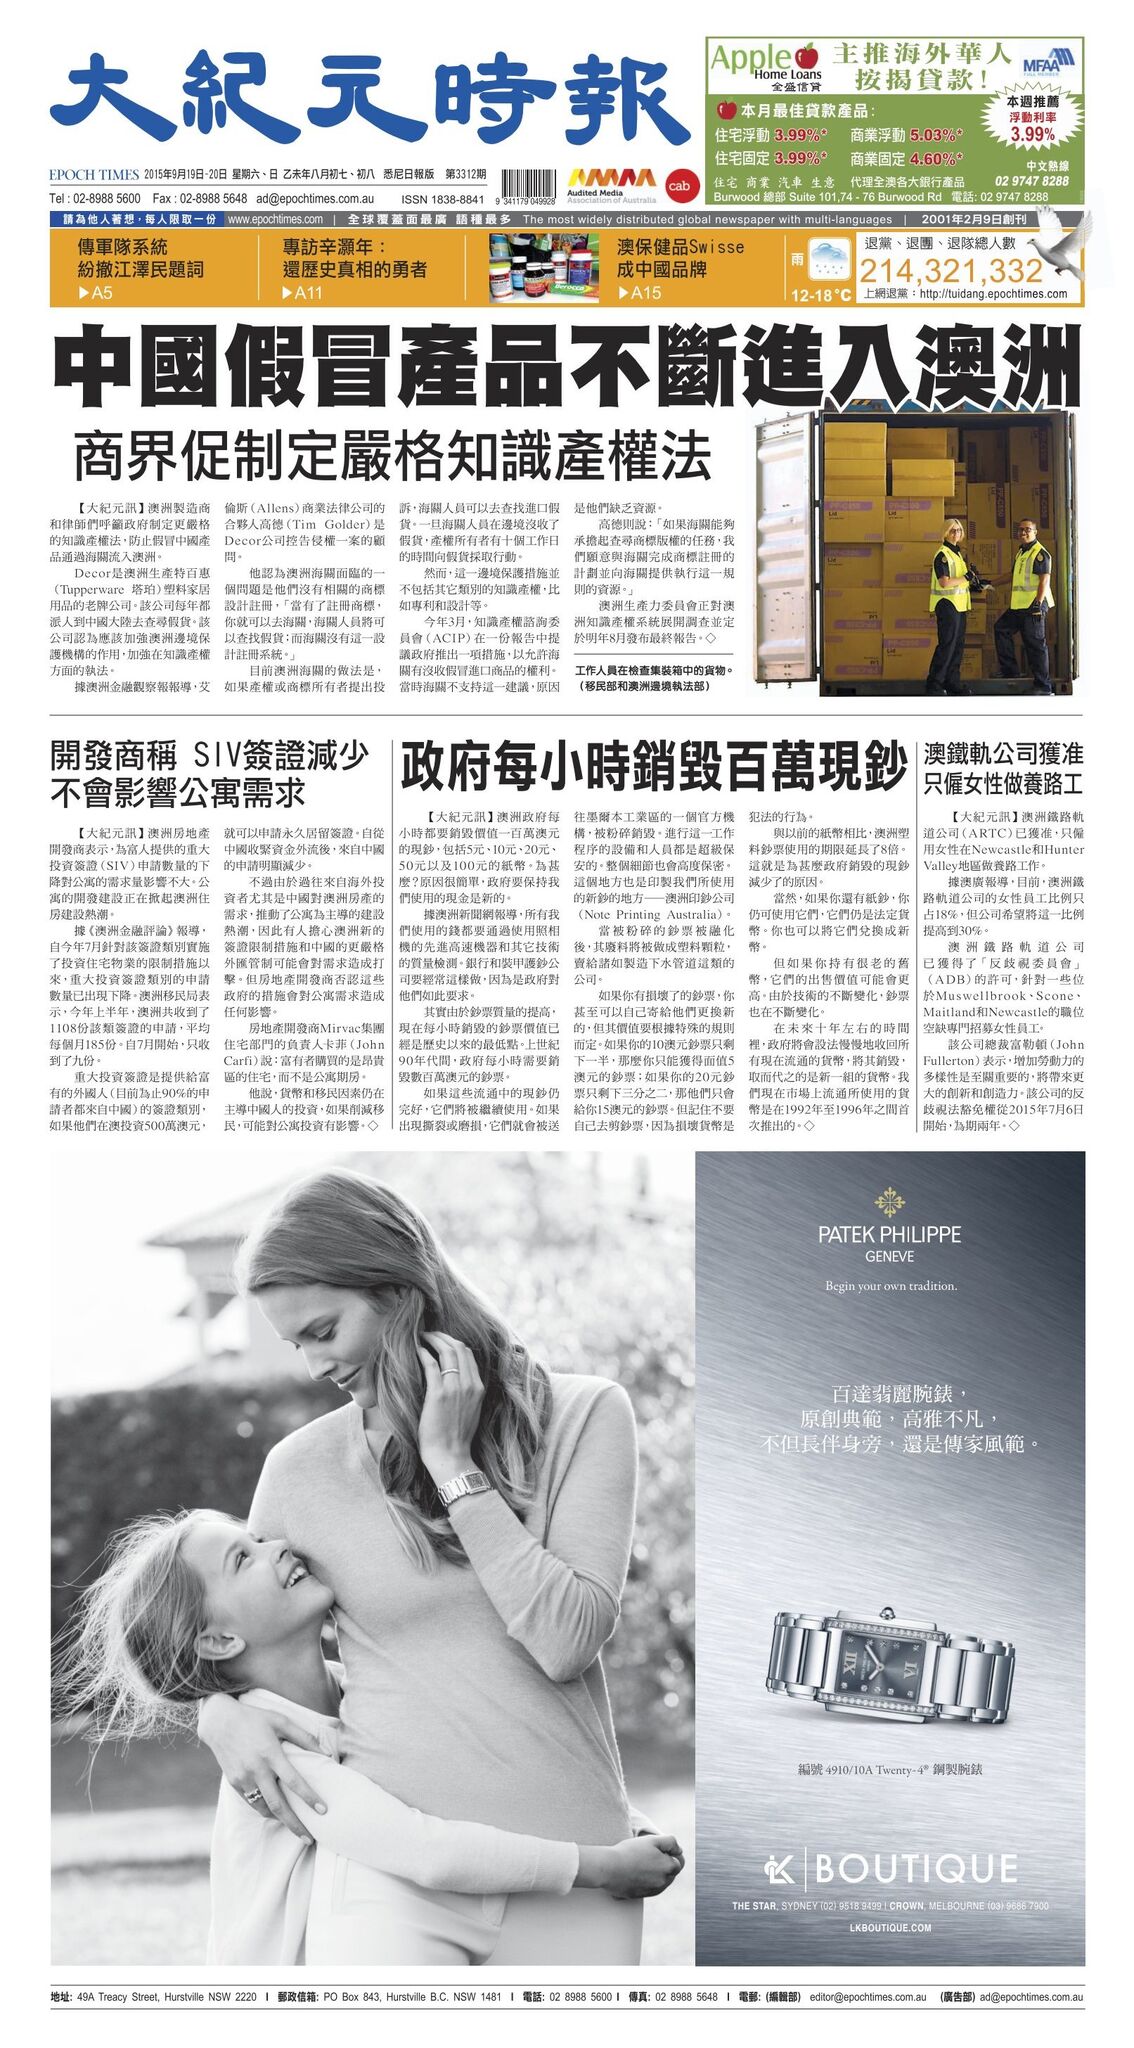 大紀元時報
EPOCH TIMES 2015年9月19日-20日 星期六、日 乙未年八月初七、初八 悉尼日報版 第3312期
Tel : 02-8988 5600 Fax : 02-8988 5648 ad@epochtimes.com.au ISSN 1838-8841
9 341179 049928
AMAA
Audited Media
Association of Australia
cab
Apple
Home Loans
全盛信貸
主推海外華人
按揭貸款!
MFAA
FULL MEMBER
本月最佳貸款產品:
住宅浮動 3.99%* 商業浮動 5.03%*
住宅固定 3.99%* 商業固定 4.60%*
本週推薦
浮動利率
3.99%
住宅 商業 汽車 生意 代理全澳各大銀行產品
中文熱線
02 9747 8288
Burwood 總部 Suite 101,74 - 76 Burwood Rd 電話: 02 9747 8288
請為他人著想,每人限取一份 www.epochtimes.com | 全球覆蓋面最廣 語種最多 The most widely distributed global newspaper with multi-languages | 2001年2月9日創刊
傳軍隊系統
紛撤江澤民題詞
▶A5
專訪辛灝年:
還歷史真相的勇者
▶A11
澳保健品Swisse
成中國品牌
▶A15
雨
12-18℃
退黨、退團、退隊總人數
214,321,332
上網退黨:http://tuidang.epochtimes.com
中國假冒產品不斷進入澳洲
商界促制定嚴格知識產權法
【大紀元訊】澳洲製造商
和律師們呼籲政府制定更嚴格
的知識產權法,防止假冒中國產
品通過海關流入澳洲。
Decor是澳洲生產特百惠
(Tupperware 塔珀)塑料家居
用品的老牌公司。該公司每年都
派人到中國大陸去查尋假貨。該
公司認為應該加強澳洲邊境保
護機構的作用,加強在知識產權
方面的執法。
據澳洲金融觀察報報導,艾
倫斯(Allens)商業法律公司的
合夥人高德(Tim Golder)是
Decor公司控告侵權一案的顧
問。
他認為澳洲海關面臨的一
個問題是他們沒有相關的商標
設計註冊,「當有了註冊商標,
你就可以去海關,海關人員將可
以查找假貨;而海關沒有這一設
計註冊系統。」
目前澳洲海關的做法是,
如果產權或商標所有者提出投
訴,海關人員可以去查找進口假
貨。一旦海關人員在邊境沒收了
假貨,產權所有者有十個工作日
的時間向假貨採取行動。
然而,這一邊境保護措施並
不包括其它類別的知識產權,比
如專利和設計等。
今年3月,知識產權諮詢委
員會(ACIP)在一份報告中提
議政府推出一項措施,以允許海
關有沒收假冒進口商品的權利。
當時海關不支持這一建議,原因
是他們缺乏資源。
高德則說:「如果海關能夠
承擔起查尋商標版權的任務,我
們願意與海關完成商標註冊的
計劃並向海關提供執行這一規
則的資源。」
澳洲生產力委員會正對澳
洲知識產權系統展開調查並定
於明年8月發布最終報告。◇
工作人員在檢查集裝箱中的貨物。
(移民部和澳洲邊境執法部)
開發商稱 SIV簽證減少
不會影響公寓需求
【大紀元訊】澳洲房地產
開發商表示,為富人提供的重大
投資簽證(SIV)申請數量的下
降對公寓的需求量影響不大。公
寓的開發建設正在掀起澳洲住
房建設熱潮。
據《澳洲金融評論》報導,
自今年7月針對該簽證類別實施
了投資住宅物業的限制措施以
來,重大投資簽證類別的申請
數量已出現下降。澳洲移民局表
示,今年上半年,澳洲共收到了
1108份該類簽證的申請,平均
每個月185份。自7月開始,只收
到了九份。
重大投資簽證是提供給富
有的外國人(目前為止90%的申
請者都來自中國)的簽證類別,
如果他們在澳投資500萬澳元,
就可以申請永久居留簽證。自從
中國收緊資金外流後,來自中國
的申請明顯減少。
不過由於過往來自海外投
資者尤其是中國對澳洲房產的
需求,推動了公寓為主導的建設
熱潮,因此有人擔心澳洲新的
簽證限制措施和中國的更嚴格
外匯管制可能會對需求造成打
擊。但房地產開發商否認這些
政府的措施會對公寓需求造成
任何影響。
房地產開發商Mirvac集團
住宅部門的負責人卡菲(John
Carfi)說:富有者購買的是昂貴
區的住宅,而不是公寓期房。
他說,貨幣和移民因素仍在
主導中國人的投資,如果削減移
民,可能對公寓投資有影響。◇
政府每小時銷毀百萬現鈔
【大紀元訊】澳洲政府每
小時都要銷毀價值一百萬澳元
的現鈔,包括5元、10元、20元、
50元以及100元的紙幣。為甚
麼?原因很簡單,政府要保持我
們使用的現金是新的。
據澳洲新聞網報導,所有我
們使用的錢都要通過使用照相
機的先進高速機器和其它技術
的質量檢測。銀行和裝甲護鈔公
司要經常這樣做,因為是政府對
他們如此要求。
其實由於鈔票質量的提高,
現在每小時銷毀的鈔票價值已
經是歷史以來的最低點。上世紀
90年代間,政府每小時需要銷
毀數百萬澳元的鈔票。
如果這些流通中的現鈔仍
完好,它們將被繼續使用。如果
出現撕裂或磨損,它們就會被送
往墨爾本工業區的一個官方機
構,被粉碎銷毀。進行這一工作
程序的設備和人員都是超級保
安的。整個細節也會高度保密。
這個地方也是印製我們所使用
的新鈔的地方——澳洲印鈔公司
(Note Printing Australia)。
當被粉碎的鈔票被融化
後,其廢料將被做成塑料顆粒,
賣給諸如製造下水管道這類的
公司。
如果你有損壞了的鈔票,你
甚至可以自己寄給他們更換新
的,但其價值要根據特殊的規則
而定。如果你的10澳元鈔票只剩
下一半,那麼你只能獲得面值5
澳元的鈔票;如果你的20元鈔
票只剩下三分之二,那他們只會
給你15澳元的鈔票。但記住不要
自己去剪鈔票,因為損壞貨幣是
犯法的行為。
與以前的紙幣相比,澳洲塑
料鈔票使用的期限延長了8倍。
這就是為甚麼政府銷毀的現鈔
減少了的原因。
當然,如果你還有紙鈔,你
仍可使用它們,它們仍是法定貨
幣。你也可以將它們兌換成新
幣。
但如果你持有很老的舊
幣,它們的出售價值可能會更
高。由於技術的不斷變化,鈔票
也在不斷變化。
在未來十年左右的時間
裡,政府將會設法慢慢地收回所
有現在流通的貨幣,將其銷毀,
取而代之的是新一組的貨幣。我
們現在市場上流通所使用的貨
幣是在1992年至1996年之間首
次推出的。◇
澳鐵軌公司獲准
只僱女性做養路工
【大紀元訊】澳洲鐵路軌
道公司(ARTC)已獲准,只僱
用女性在Newcastle和Hunter
Valley地區做養路工作。
據澳廣報導,目前,澳洲鐵
路軌道公司的女性員工比例只
占18%,但公司希望將這一比例
提高到30%。
澳洲鐵路軌道公司
已獲得了「反歧視委員會」
(ADB)的許可,針對一些位
於Muswellbrook、Scone、
Maitland和Newcastle的職位
空缺專門招募女性員工。
該公司總裁富勒頓(John
Fullerton)表示,增加勞動力的
多樣性是至關重要的,將帶來更
大的創新和創造力。該公司的反
歧視法豁免權從2015年7月6日
開始,為期兩年。◇
PATEK PHILIPPE
GENEVE
Begin your own tradition.
百達翡麗腕錶,
原創典範,高雅不凡,
不但長伴身旁,還是傳家風範。
編號 4910/10A Twenty~4® 鋼製腕錶
LK BOUTIQUE
THE STAR, SYDNEY (02) 9518 9499 | CROWN, MELBOURNE (03) 9686 7900
LKBOUTIQUE.COM
地址: 49A Treacy Street, Hurstville NSW 2220 | 郵政信箱: PO Box 843, Hurstville B.C. NSW 1481 | 電話: 02 8988 5600 | 傳真: 02 8988 5648 | 電郵: (編輯部) editor@epochtimes.com.au (廣告部) ad@epochtimes.com.au